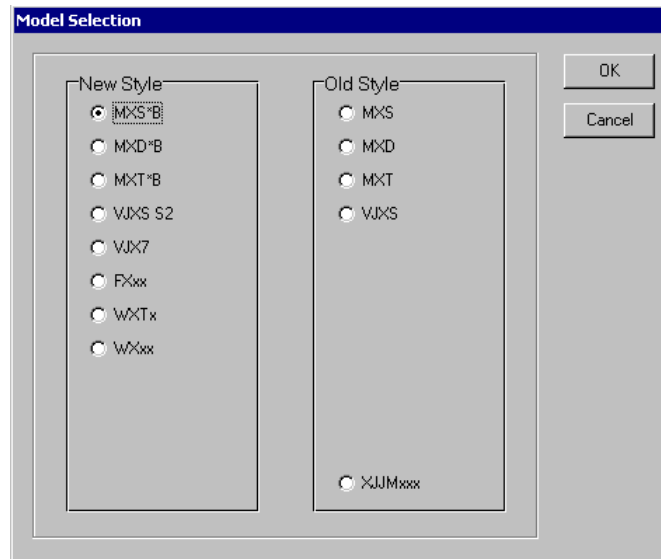 Model Selection
New Style
MXS*B
MXD*B
MXT*B
VJXS S2
VJX7
FXxx
WXTx
WXxx
Old Style
MXS
MXD
MXT
VJXS
XJJMxxx
OK
Cancel